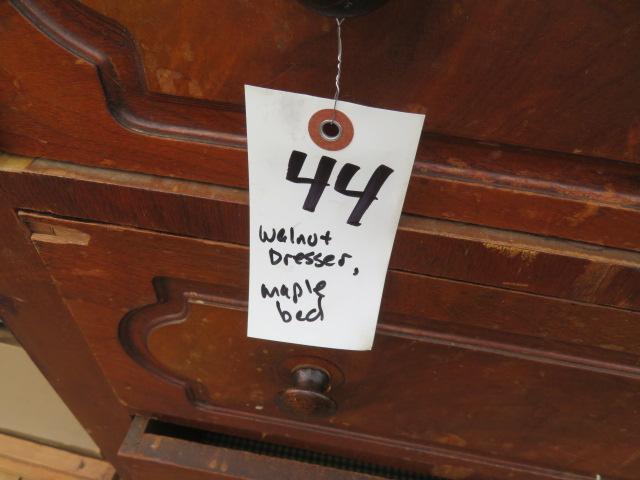 44
Walnut
Dresser,
maple
bed